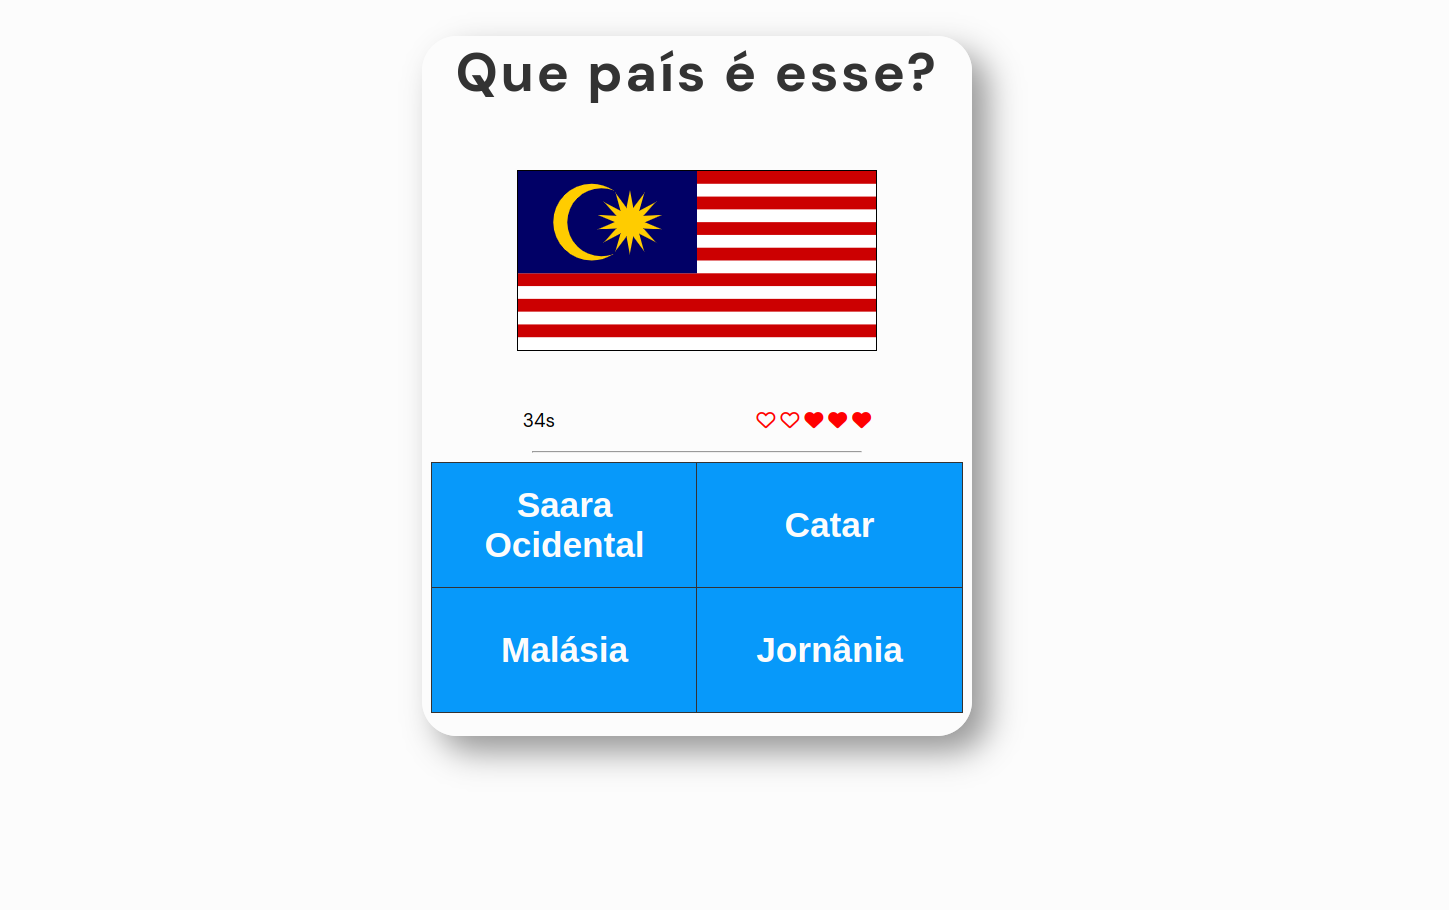 Que país é esse?
34s
Saara
Ocidental
Catar
Malásia
Jornânia